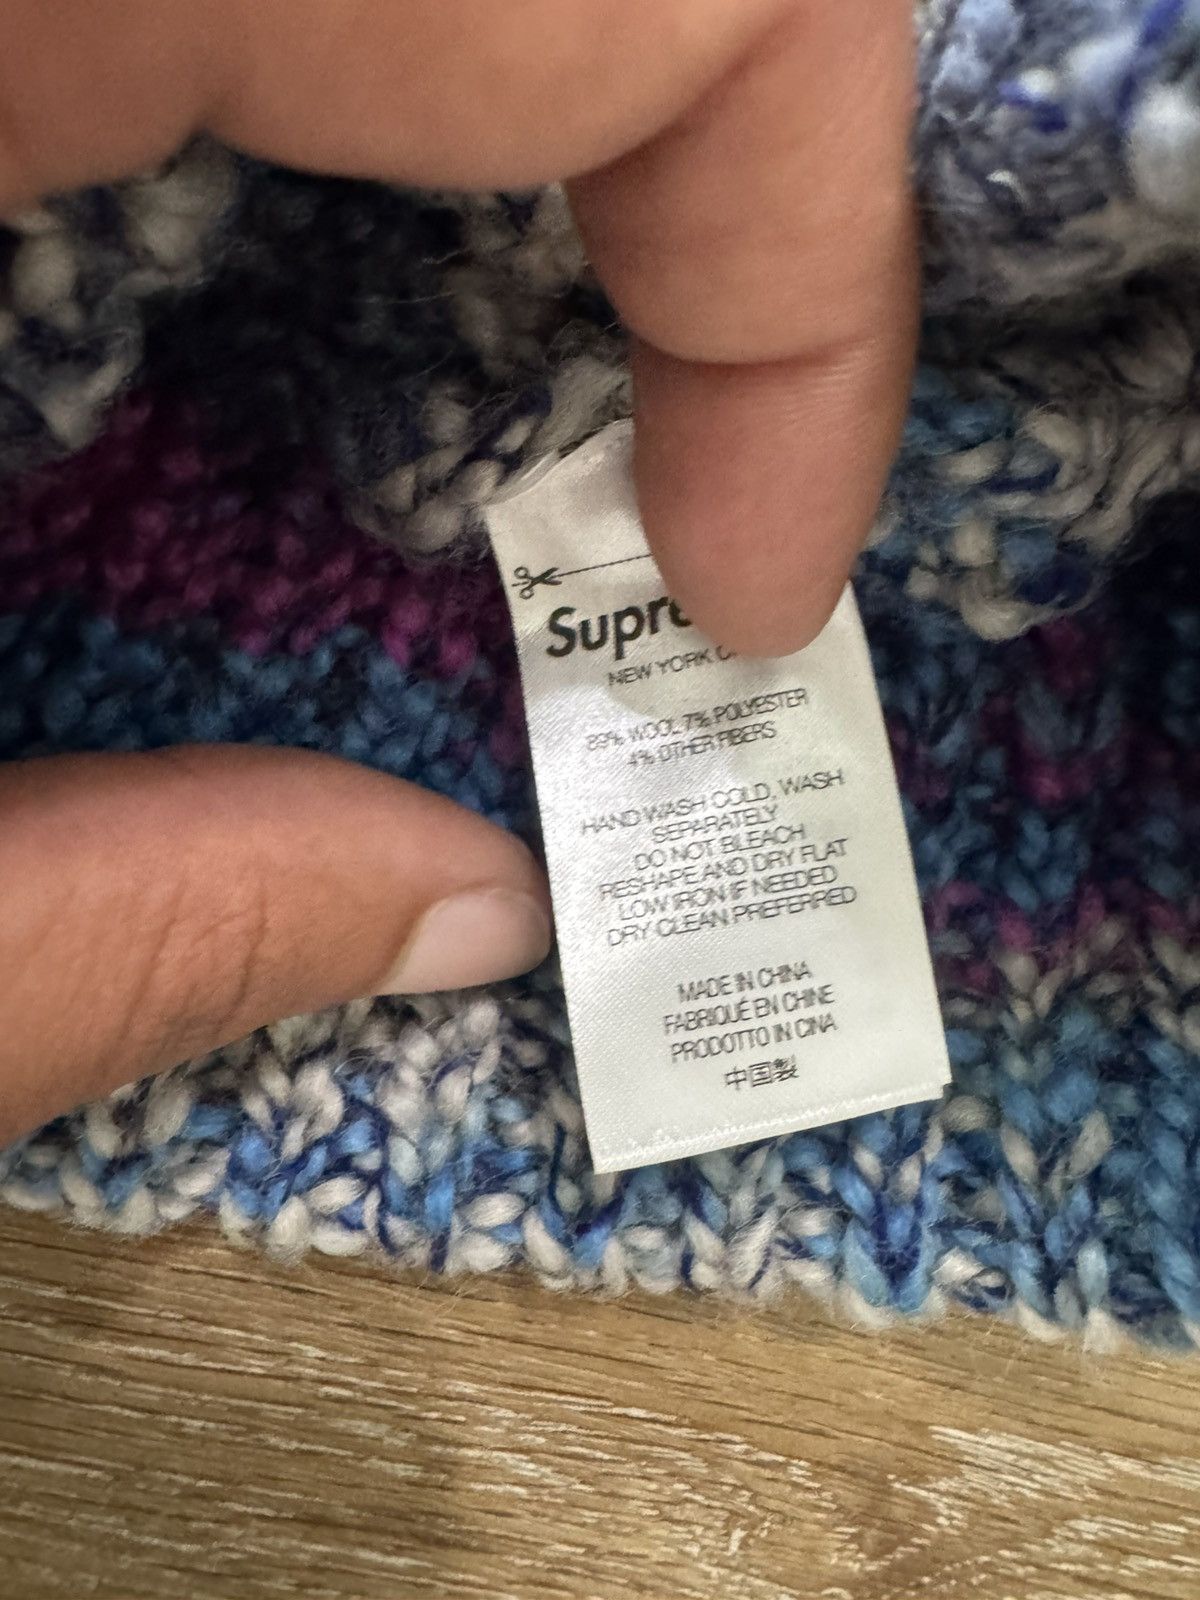 Supre
NEW YORK
89% WOOL 7% POLYESTER
4% OTHER FIBERS
HAND WASH COLD, WASH
SEPARATELY
DO NOT BLEACH
RESHAPE AND DRY FLAT
LOW IRON IF NEEDED
DRY CLEAN PREFERRED
MADE IN CHINA
FABRIQUÉ EN CHINE
PRODOTTO IN CINA
中国製